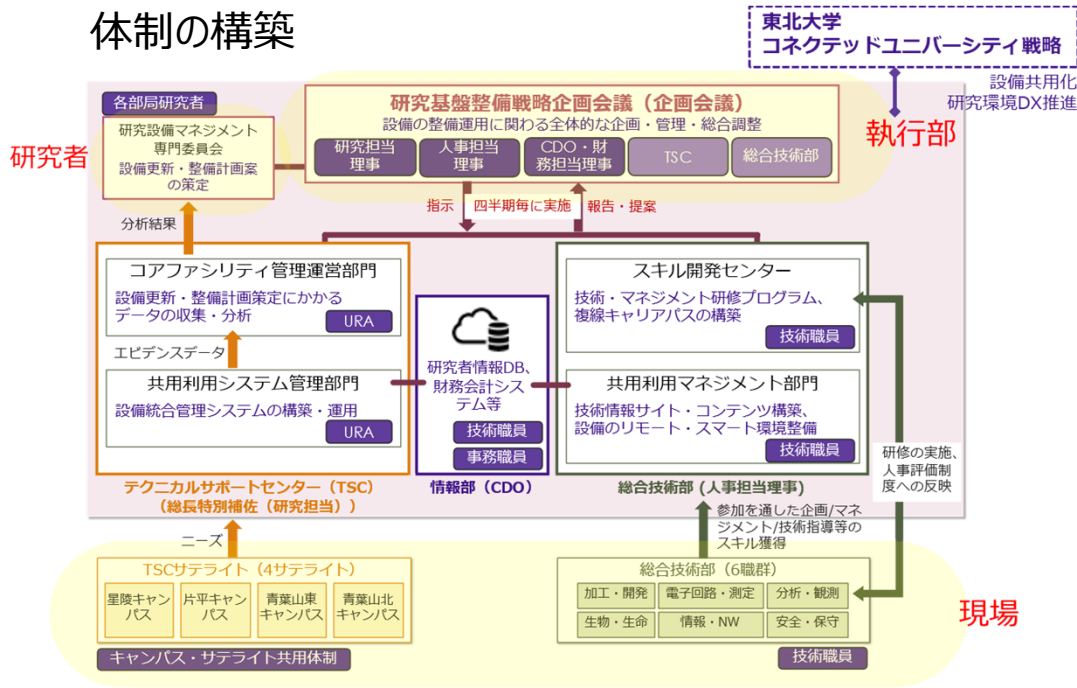 体制の構築
東北大学
コネクテッドユニバーシティ戦略
設備共用化
研究環境DX推進
執行部
各部局研究者
研究者
研究設備マネジメント
専門委員会
設備更新・整備計画案
の策定
研究基盤整備戦略企画会議（企画会議）
設備の整備運用に関わる全体的な企画・管理・総合調整
研究担当
理事
人事担当
理事
CDO・財
務担当理事
TSC
総合技術部
指示
四半期毎に実施
報告・提案
分析結果
コアファシリティ管理運営部門
設備更新・整備計画策定にかかる
データの収集・分析
URA
エビデンスデータ
共用利用システム管理部門
設備統合管理システムの構築・運用
URA
テクニカルサポートセンター（TSC）
（総長特別補佐（研究担当））
研究者情報DB、
財務会計シス
テム等
技術職員
事務職員
情報部（CDO）
スキル開発センター
技術・マネジメント研修プログラム、
複線キャリアパスの構築
技術職員
共用利用マネジメント部門
技術情報サイト・コンテンツ構築、
設備のリモート・スマート環境整備
技術職員
総合技術部 (人事担当理事)
研修の実施、
人事評価制
度への反映
ニーズ
参加を通した企画/マネ
ジメント/技術指導等の
スキル獲得
TSCサテライト（4サテライト）
星陵キャン
パス
片平キャン
パス
青葉山東
キャンパス
青葉山北
キャンパス
キャンパス・サテライト共用体制
総合技術部（6職群）
加工・開発
電子回路・測定
分析・観測
生物・生命
情報・NW
安全・保守
技術職員
現場